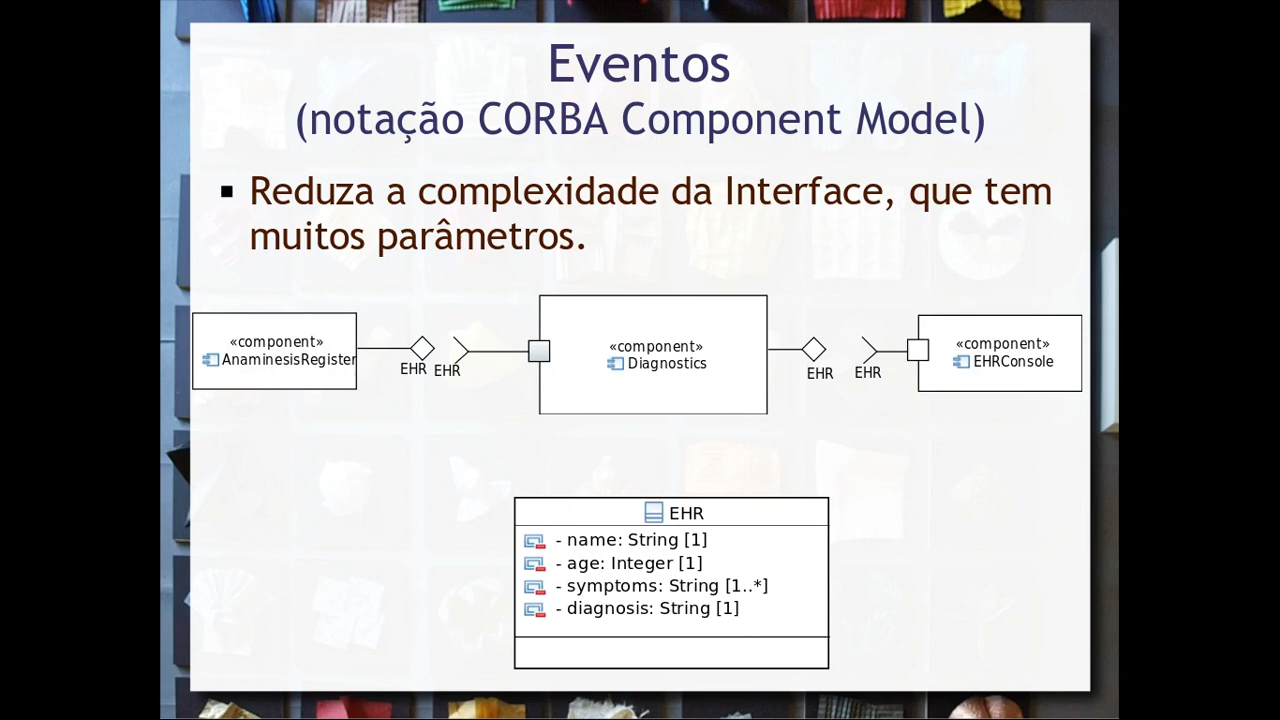 Eventos
(notação CORBA Component Model)
Reduza a complexidade da Interface, que tem
muitos parâmetros.
«component»
AnaminesisRegister
EHR
EHR
«component»
Diagnostics
EHR
EHR
«component»
EHRConsole
EHR
- name: String [1]
- age: Integer [1]
- symptoms: String [1..*]
- diagnosis: String [1]